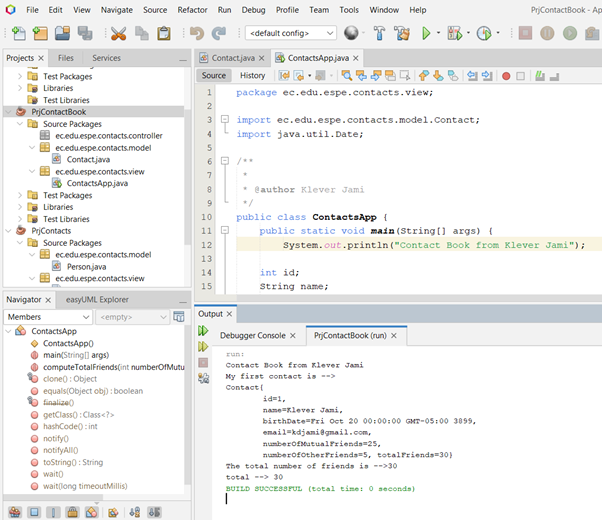 File Edit View Navigate Source Refactor Run Debug Profile Team Tools Window Help PrjContactBook - Ap
<default config>
Projects Files Services
Test Packages
Libraries
Test Libraries
PrjContactBook
Source Packages
ec.edu.espe.contacts.controller
ec.edu.espe.contacts.model
Contact.java
ec.edu.espe.contacts.view
ContactsApp.java
Test Packages
Libraries
Test Libraries
PrjContacts
Source Packages
ec.edu.espe.contacts.model
Person.java
ec.edu.espe.contacts.view
Contact.java ContactsApp.java
Source History
1 package ec.edu.espe.contacts.view;
2
3 import ec.edu.espe.contacts.model.Contact;
4 import java.util.Date;
5
6 /**
7 *
8 * @author Klever Jami
9 */
10 public class ContactsApp {
11 public static void main(String[] args) {
12 System.out.println("Contact Book from Klever Jami");
13
14 int id;
15 String name;
Navigator easyUML Explorer
Members <empty>
ContactsApp
ContactsApp()
main(String[] args)
computeTotalFriends(int numberOfMutu
clone() : Object
equals(Object obj) : boolean
finalize()
getClass() : Class<?>
hashCode() : int
notify()
notifyAll()
toString() : String
wait()
wait(long timeoutMillis)
Output
Debugger Console PrjContactBook (run)
run:
Contact Book from Klever Jami
My first contact is -->
Contact{
id=1,
name=Klever Jami,
birthDate=Fri Oct 20 00:00:00 GMT-05:00 3899,
email=kdjami@gmail.com,
numberOfMutualFriends=25,
numberOfOtherFriends=5, totalFriends=30}
The total number of friends is -->30
total --> 30
BUILD SUCCESSFUL (total time: 0 seconds)